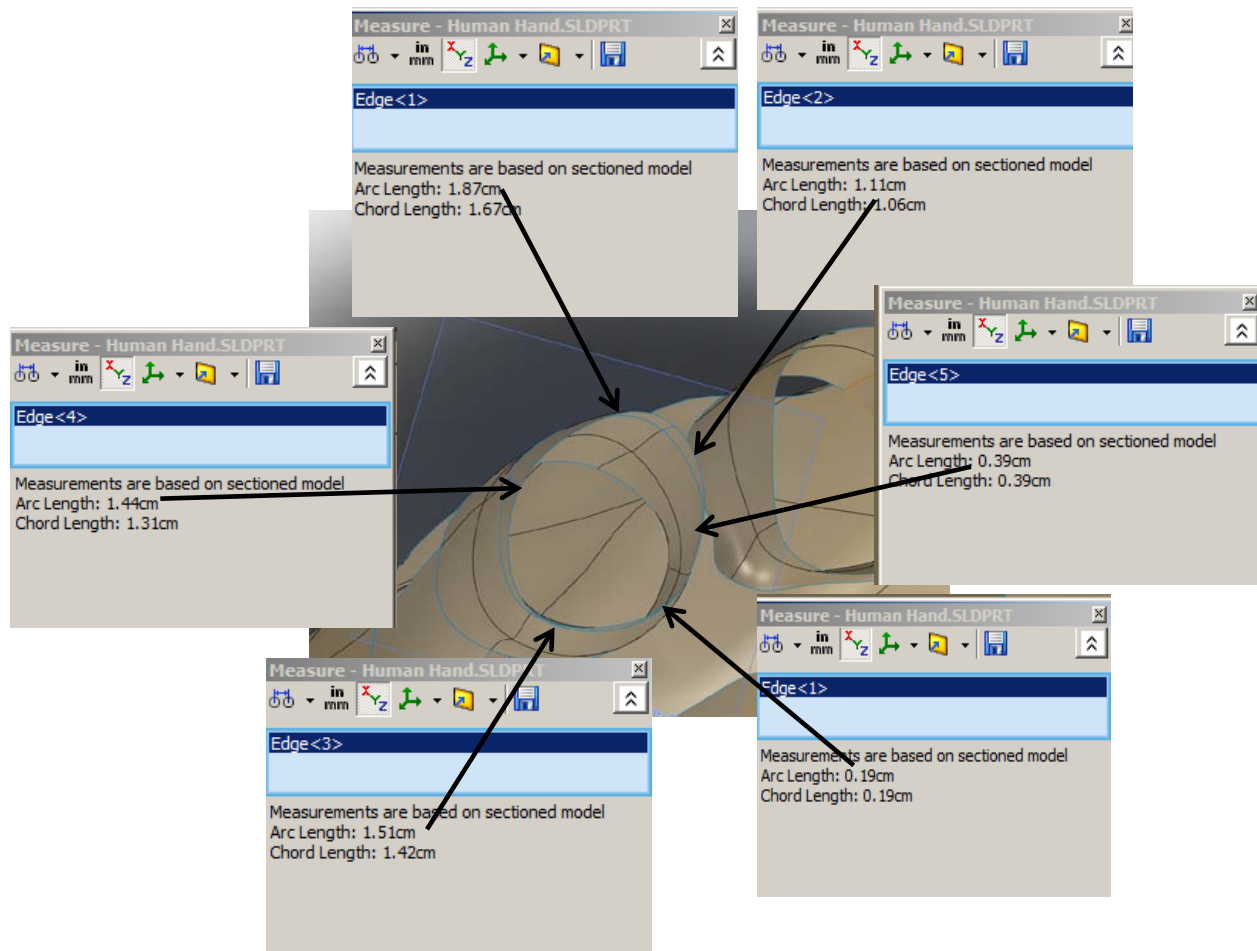 Measure - Human Hand.SLDPRT
in
mm
X
Y
Z
Edge<1>
Measurements are based on sectioned model
Arc Length: 1.87cm
Chord Length: 1.67cm
Measure - Human Hand.SLDPRT
in
mm
X
Y
Z
Edge<2>
Measurements are based on sectioned model
Arc Length: 1.11cm
Chord Length: 1.06cm
Measure - Human Hand.SLDPRT
in
mm
X
Y
Z
Edge<5>
Measurements are based on sectioned model
Arc Length: 0.39cm
Chord Length: 0.39cm
Measure - Human Hand.SLDPRT
in
mm
X
Y
Z
Edge<4>
Measurements are based on sectioned model
Arc Length: 1.44cm
Chord Length: 1.31cm
Measure - Human Hand.SLDPRT
in
mm
X
Y
Z
Edge<1>
Measurements are based on sectioned model
Arc Length: 0.19cm
Chord Length: 0.19cm
Measure - Human Hand.SLDPRT
in
mm
X
Y
Z
Edge<3>
Measurements are based on sectioned model
Arc Length: 1.51cm
Chord Length: 1.42cm